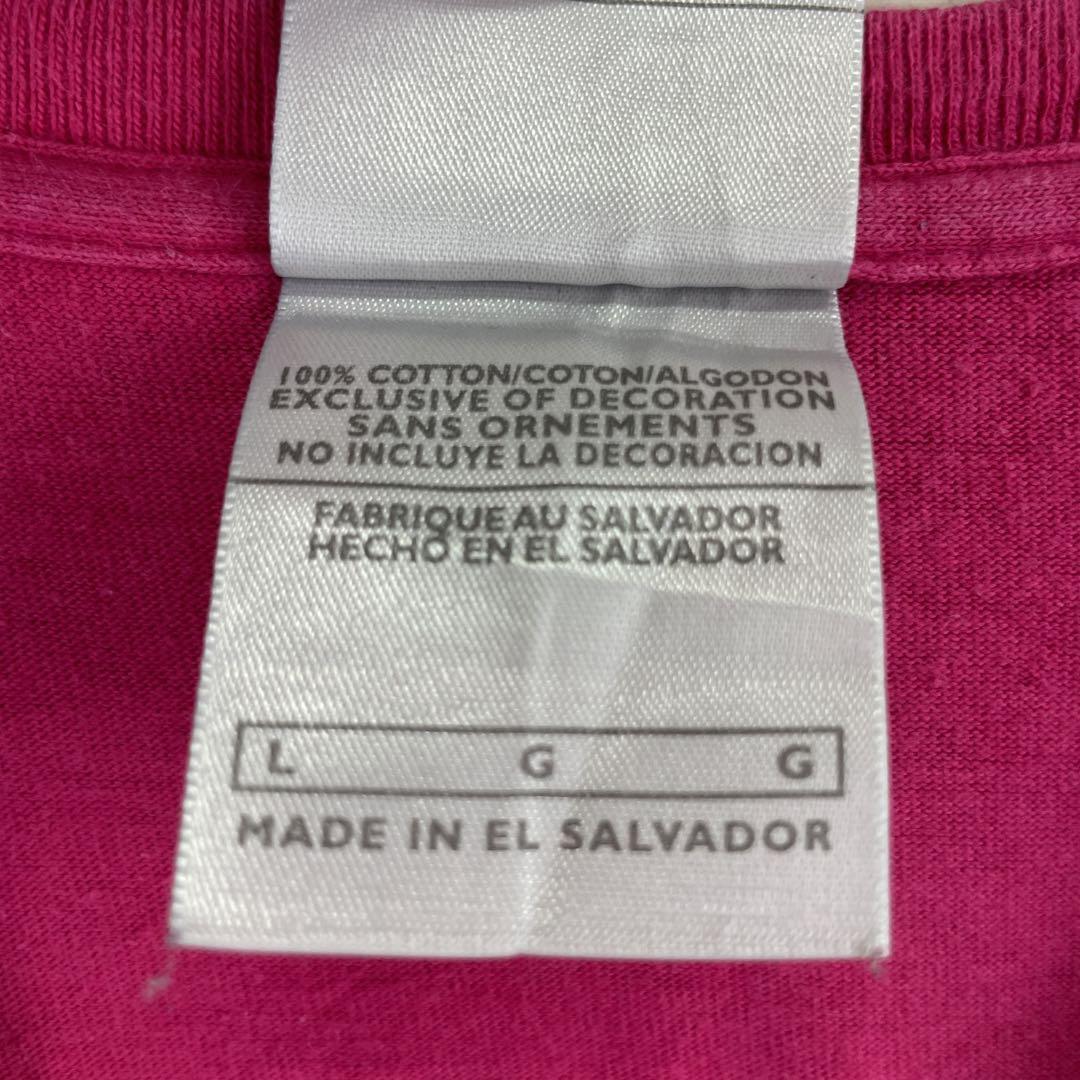 100% COTTON/COTON/ALGODON
EXCLUSIVE OF DECORATION
SANS ORNEMENTS
NO INCLUYE LA DECORACION
FABRIQUE AU SALVADOR
HECHO EN EL SALVADOR
L G G
MADE IN EL SALVADOR